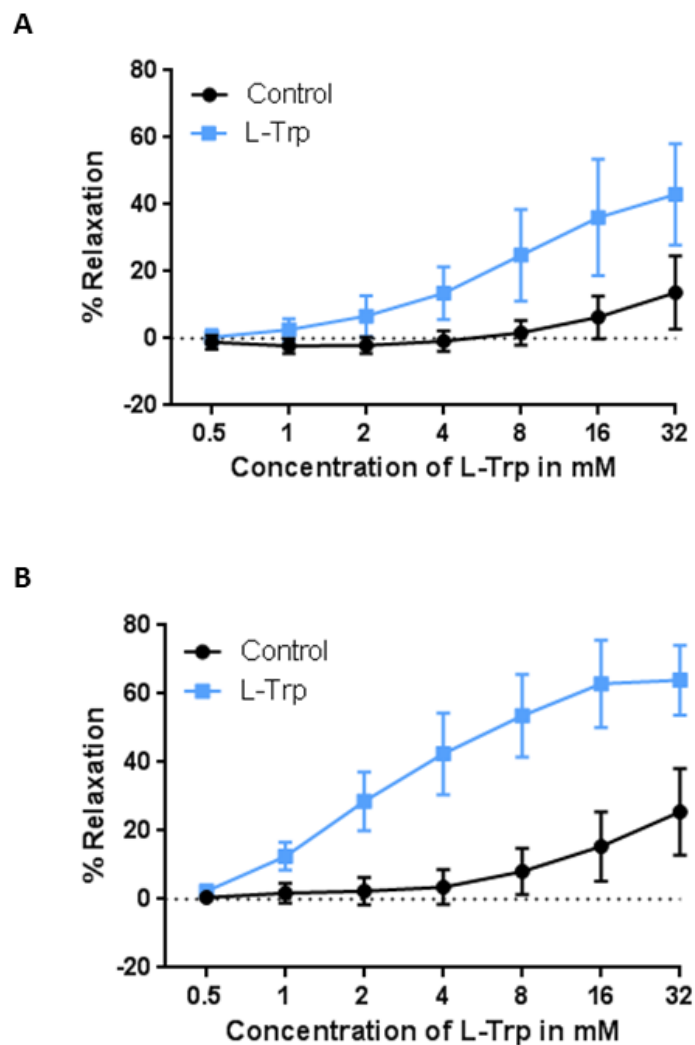 A
80
60
40
20
0
-20
% Relaxation
Control
L-Trp
0.5 1 2 4 8 16 32
Concentration of L-Trp in mM
B
80
60
40
20
0
-20
% Relaxation
Control
L-Trp
0.5 1 2 4 8 16 32
Concentration of L-Trp in mM